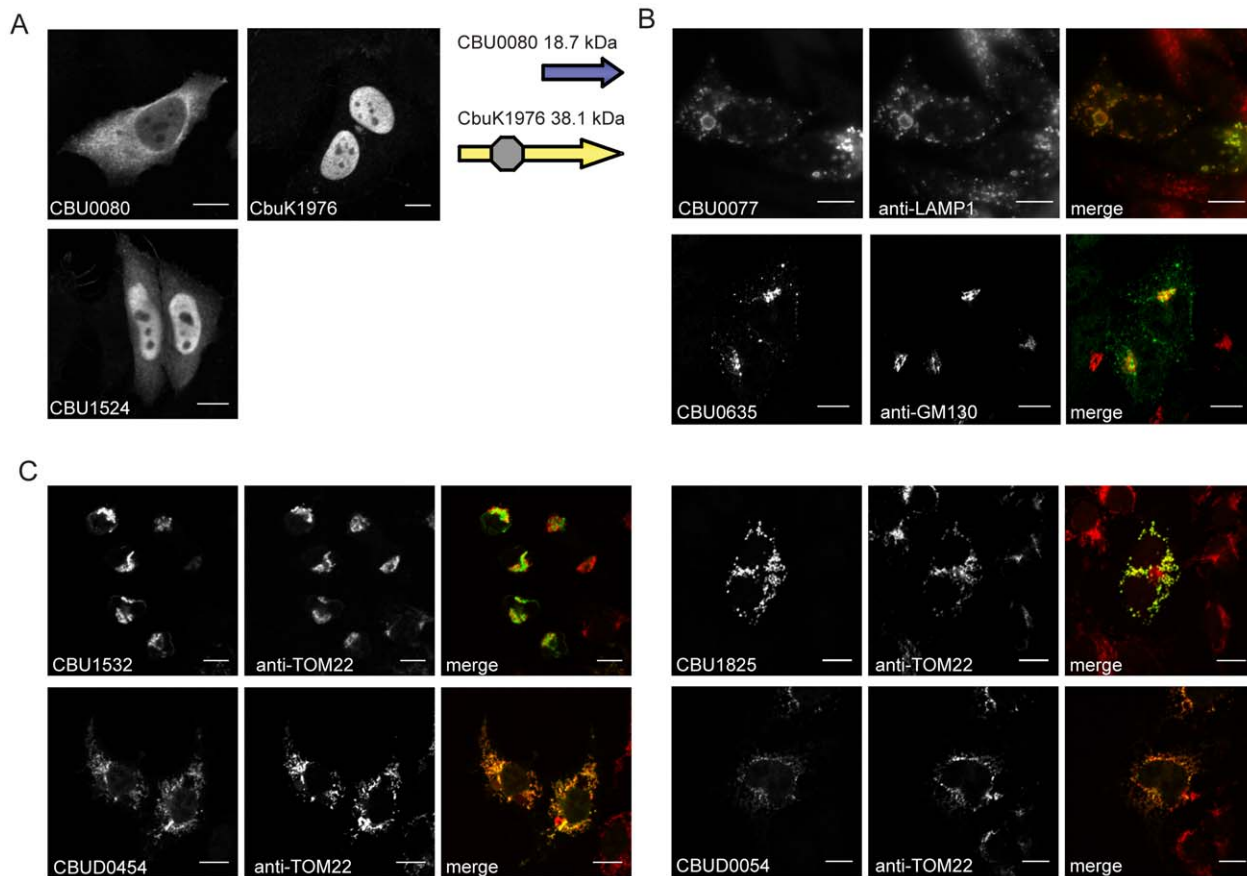 A
CBU0080
CbuK1976
CBU0080 18.7 kDa
CbuK1976 38.1 kDa
CBU1524
B
CBU0077
anti-LAMP1
merge
CBU0635
anti-GM130
merge
C
CBU1532
anti-TOM22
merge
CBU1825
anti-TOM22
merge
CBUD0454
anti-TOM22
merge
CBUD0054
anti-TOM22
merge